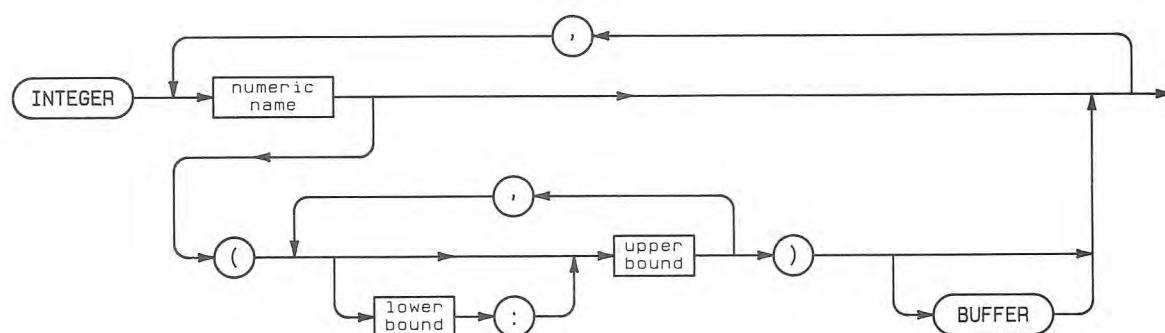 ,
INTEGER
numeric
name
,
(
upper
bound
)
lower
bound
:
BUFFER